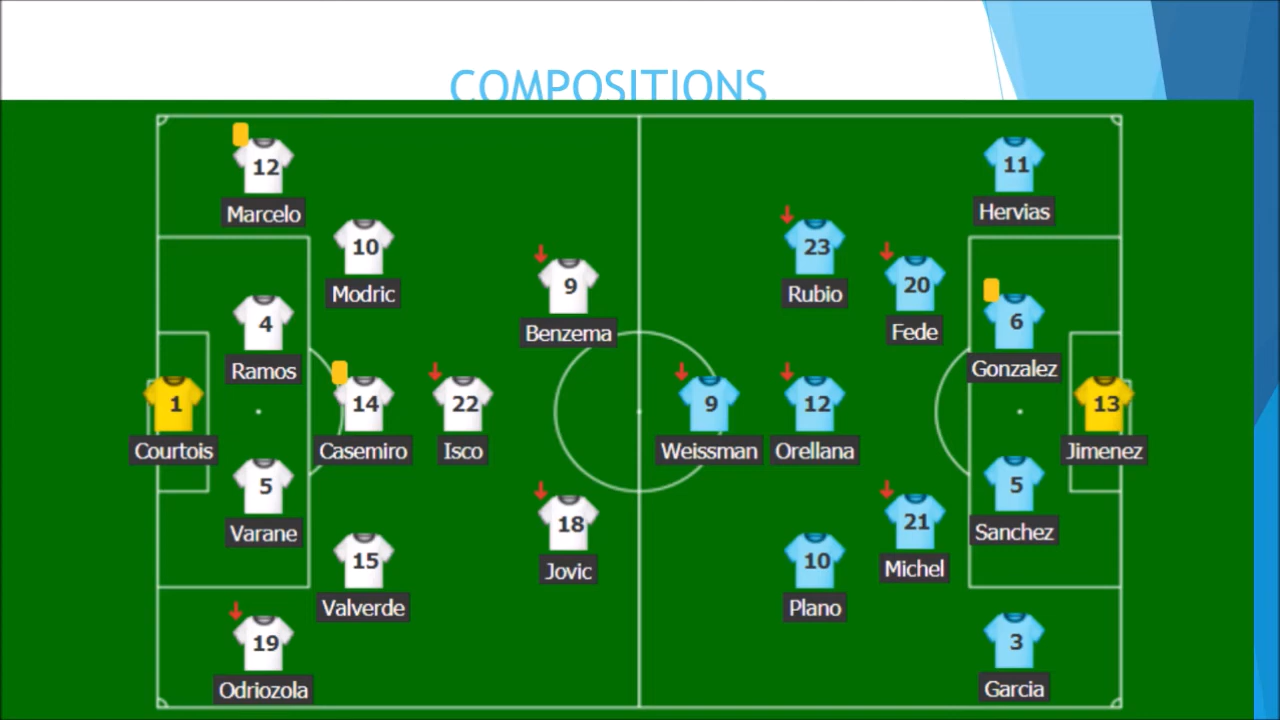 COMPOSITIONS
12
Marcelo
10
Modric
4
Ramos
9
Benzema
1
Courtois
14
Casemiro
22
Isco
5
Varane
18
Jovic
15
Valverde
19
Odriozola
11
Hervias
23
Rubio
20
Fede
6
Gonzalez
9
Weissman
12
Orellana
13
Jimenez
5
Sanchez
21
Michel
10
Plano
3
Garcia